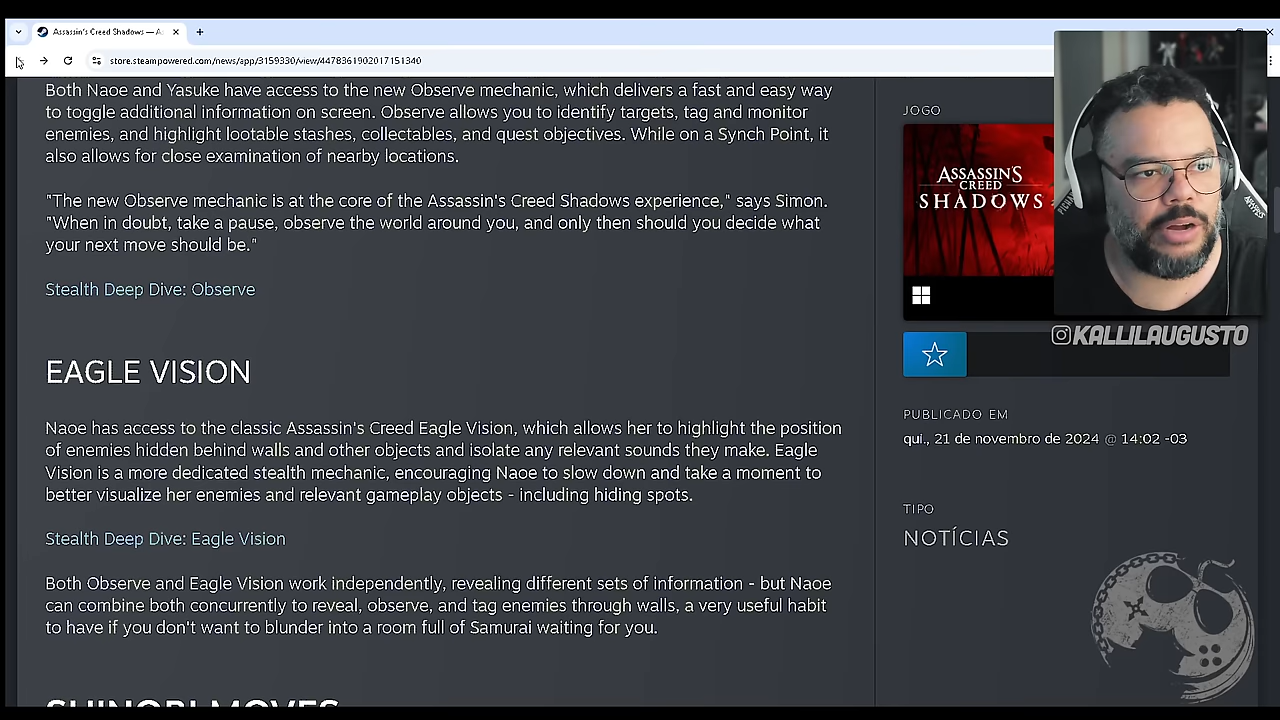 Assassin's Creed Shadows — A
store.steampowered.com/news/app/3159330/view/4478361902017151340
Both Naoe and Yasuke have access to the new Observe mechanic, which delivers a fast and easy way
to toggle additional information on screen. Observe allows you to identify targets, tag and monitor
enemies, and highlight lootable stashes, collectables, and quest objectives. While on a Synch Point, it
also allows for close examination of nearby locations.
"The new Observe mechanic is at the core of the Assassin's Creed Shadows experience," says Simon.
"When in doubt, take a pause, observe the world around you, and only then should you decide what
your next move should be."
Stealth Deep Dive: Observe
EAGLE VISION
Naoe has access to the classic Assassin's Creed Eagle Vision, which allows her to highlight the position
of enemies hidden behind walls and other objects and isolate any relevant sounds they make. Eagle
Vision is a more dedicated stealth mechanic, encouraging Naoe to slow down and take a moment to
better visualize her enemies and relevant gameplay objects - including hiding spots.
Stealth Deep Dive: Eagle Vision
Both Observe and Eagle Vision work independently, revealing different sets of information - but Naoe
can combine both concurrently to reveal, observe, and tag enemies through walls, a very useful habit
to have if you don't want to blunder into a room full of Samurai waiting for you.
SHINOBI MOVES
JOGO
ASSASSIN'S
CREED
SHADOWS
KALLILAUGUSTO
PUBLICADO EM
qui., 21 de novembro de 2024 @ 14:02 -03
TIPO
NOTÍCIAS